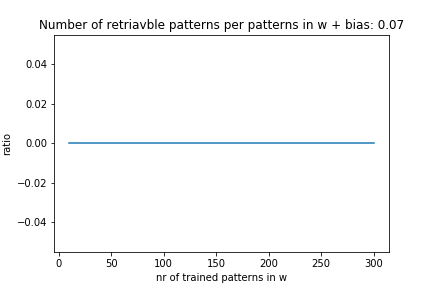 Number of retriavble patterns per patterns in w + bias: 0.07
0.04
0.02
0.00
−0.02
−0.04
ratio
0 50 100 150 200 250 300
nr of trained patterns in w